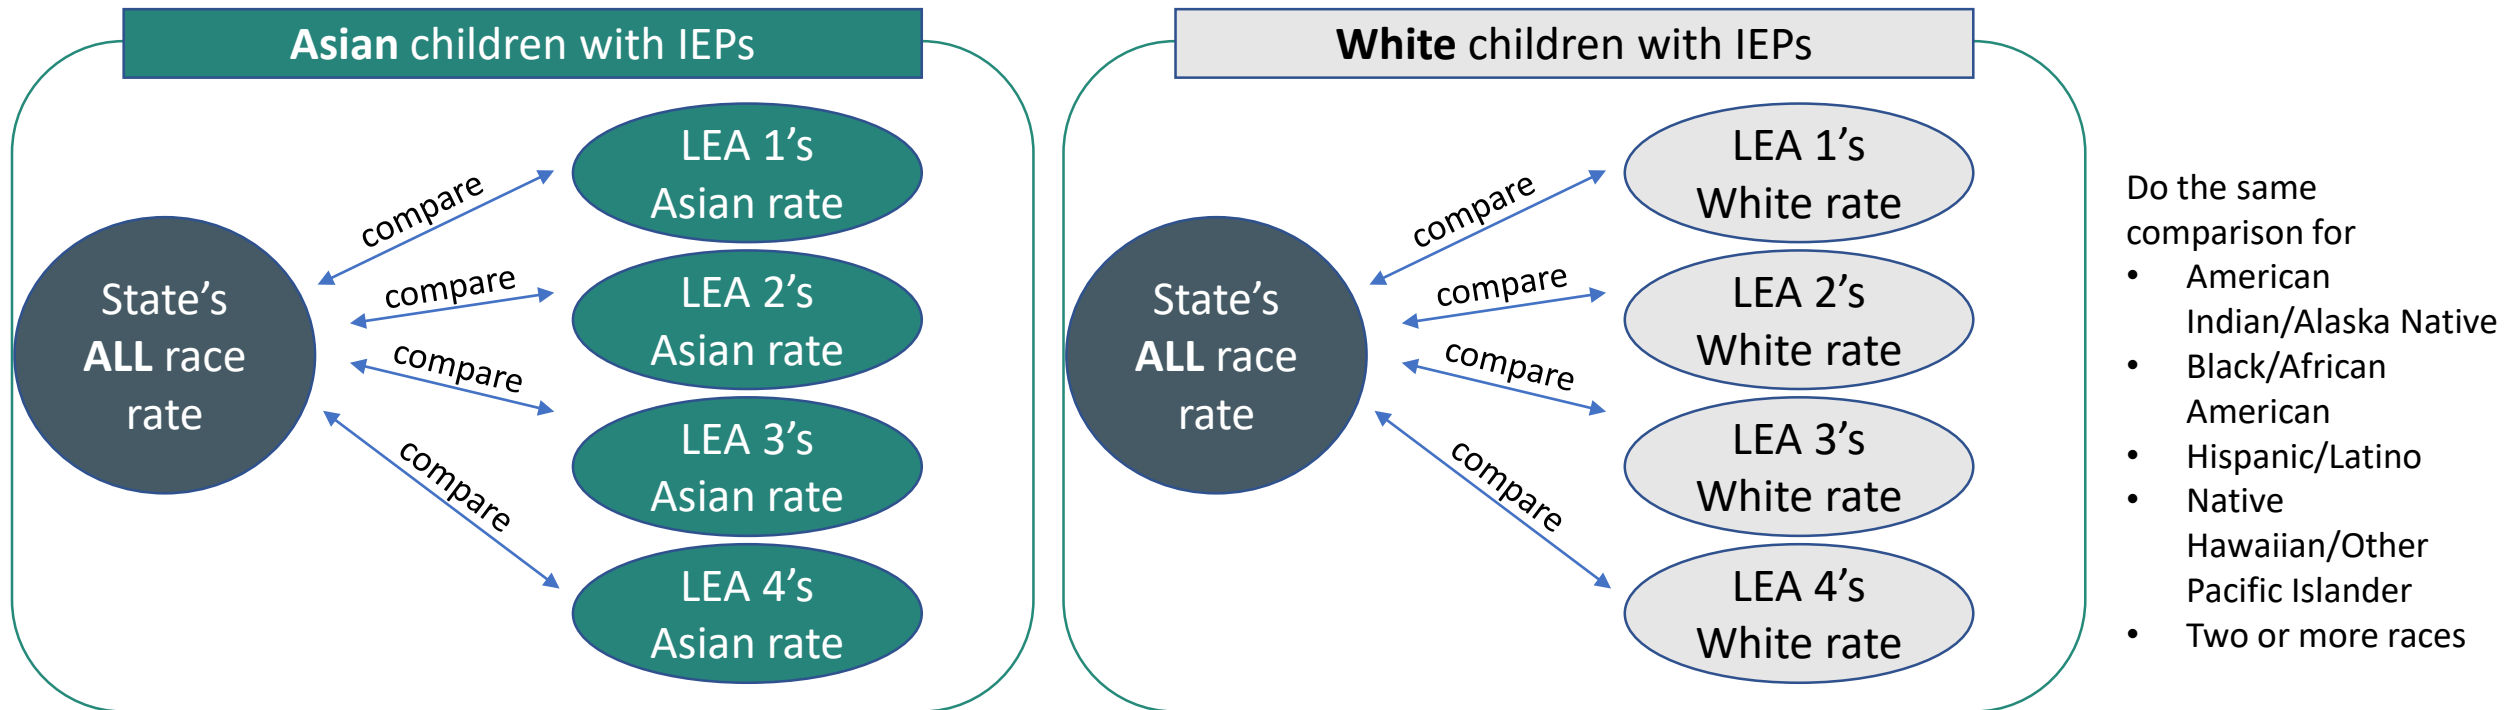 Asian children with IEPs
State's
ALL race
rate
compare
compare
compare
compare
LEA 1’s
Asian rate
LEA 2’s
Asian rate
LEA 3’s
Asian rate
LEA 4’s
Asian rate
White children with IEPs
State’s
ALL race
rate
compare
compare
compare
compare
LEA 1’s
White rate
LEA 2’s
White rate
LEA 3’s
White rate
LEA 4’s
White rate
Do the same
comparison for
• American
Indian/Alaska Native
• Black/African
American
• Hispanic/Latino
• Native
Hawaiian/Other
Pacific Islander
• Two or more races